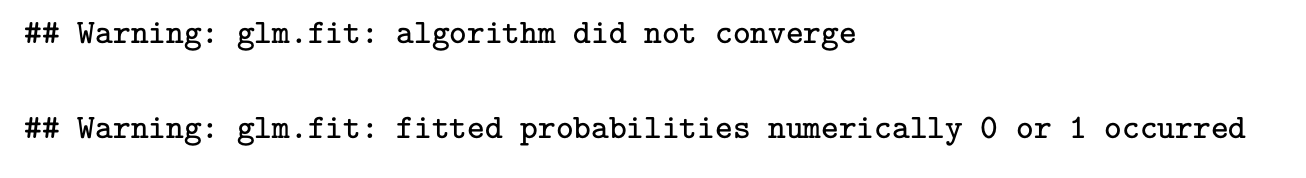 ## Warning: glm.fit: algorithm did not converge
## Warning: glm.fit: fitted probabilities numerically 0 or 1 occurred